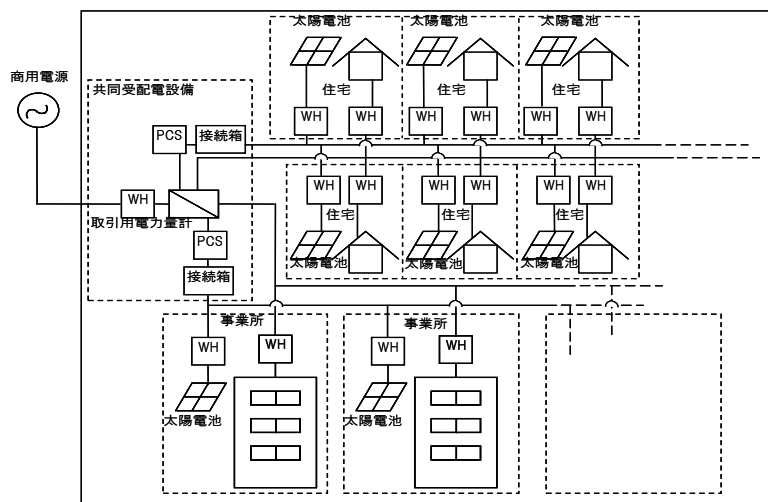 太陽電池 太陽電池 太陽電池
商用電源
共同受配電設備
住宅 住宅 住宅
WH WH WH WH WH WH
PCS 接続箱
WH WH WH WH WH WH
WH
取引用電力量計
住宅 住宅 住宅
PCS
太陽電池 太陽電池 太陽電池
接続箱
事業所 事業所
WH WH WH WH
太陽電池 太陽電池